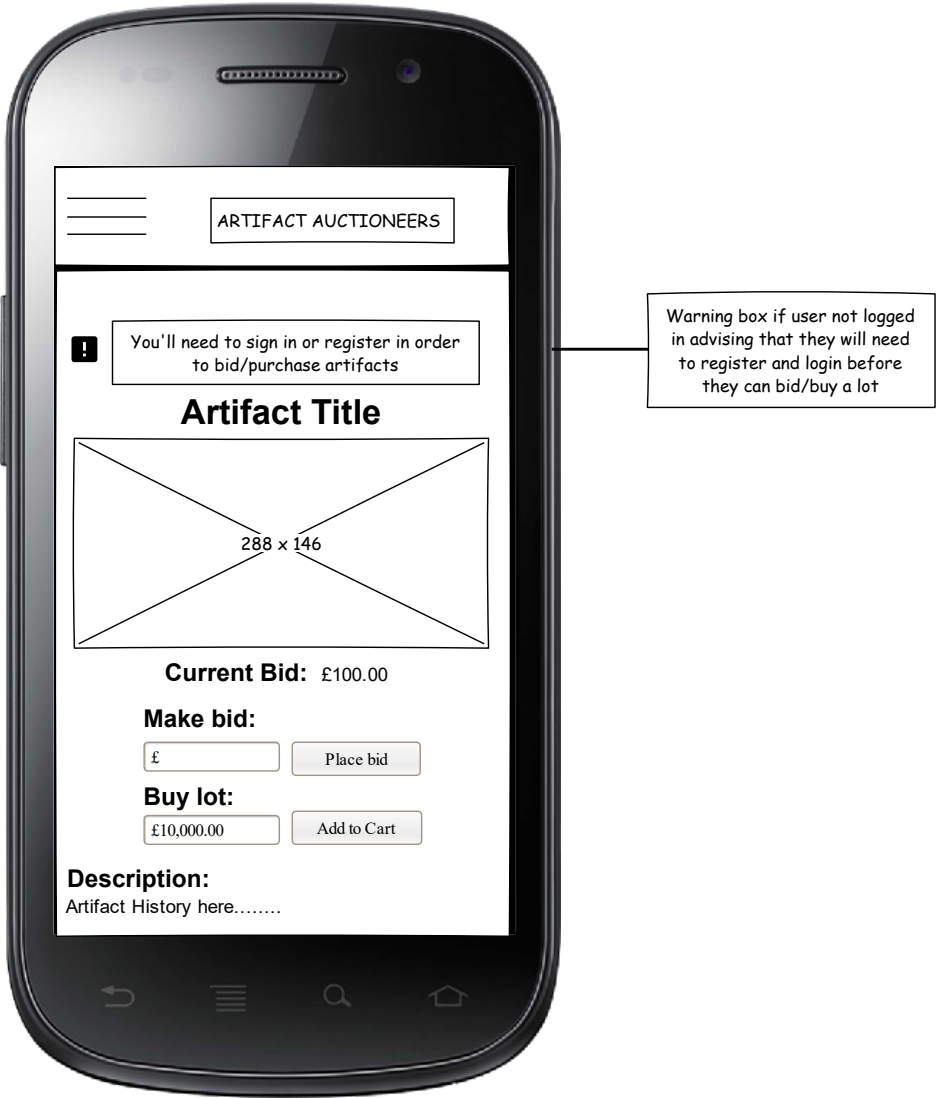 ARTIFACT AUCTIONEERS
!
You'll need to sign in or register in order
to bid/purchase artifacts
Artifact Title
288 x 146
Current Bid: £100.00
Make bid:
£
Place bid
Buy lot:
£10,000.00
Add to Cart
Description:
Artifact History here........
Warning box if user not logged
in advising that they will need
to register and login before
they can bid/buy a lot